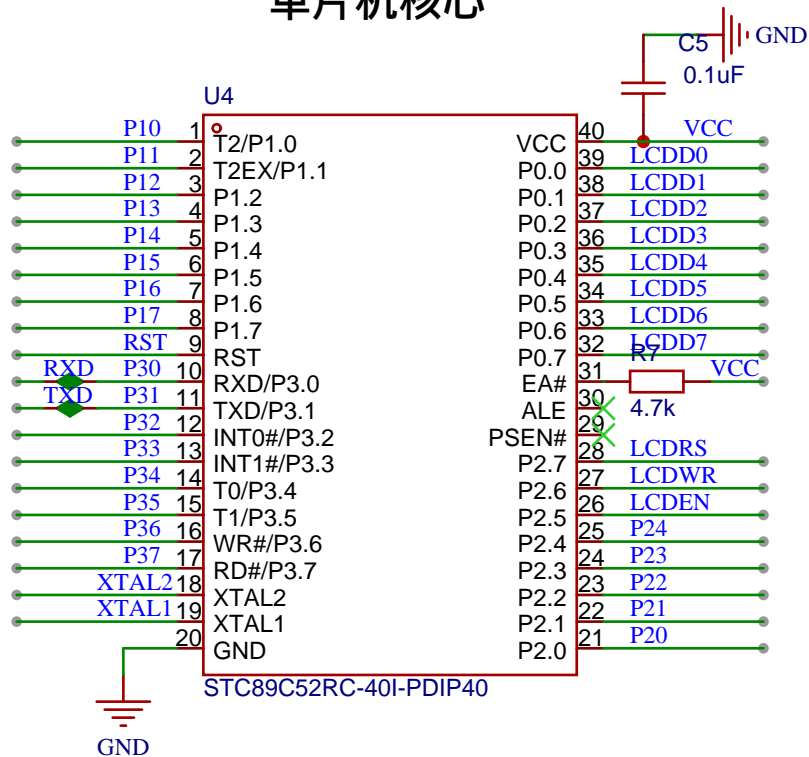 单片机核心
C5
GND
0.1uF
U4
P10 1 T2/P1.0 VCC 40 VCC
P11 2 T2EX/P1.1 P0.0 39 LCDD0
P12 3 P1.2 P0.1 38 LCDD1
P13 4 P1.3 P0.2 37 LCDD2
P14 5 P1.4 P0.3 36 LCDD3
P15 6 P1.5 P0.4 35 LCDD4
P16 7 P1.6 P0.5 34 LCDD5
P17 8 P1.7 P0.6 33 LCDD6
RST 9 RST P0.7 32 LCDD7
R7
RXD P30 10 RXD/P3.0 EA# 31 VCC
TXD P31 11 TXD/P3.1 ALE 30 4.7k
P32 12 INT0#/P3.2 PSEN# 29
P33 13 INT1#/P3.3 P2.7 28 LCDRS
P34 14 T0/P3.4 P2.6 27 LCDWR
P35 15 T1/P3.5 P2.5 26 LCDEN
P36 16 WR#/P3.6 P2.4 25 P24
P37 17 RD#/P3.7 P2.3 24 P23
XTAL2 18 XTAL2 P2.2 23 P22
XTAL1 19 XTAL1 P2.1 22 P21
20 GND P2.0 21 P20
STC89C52RC-40I-PDIP40
GND